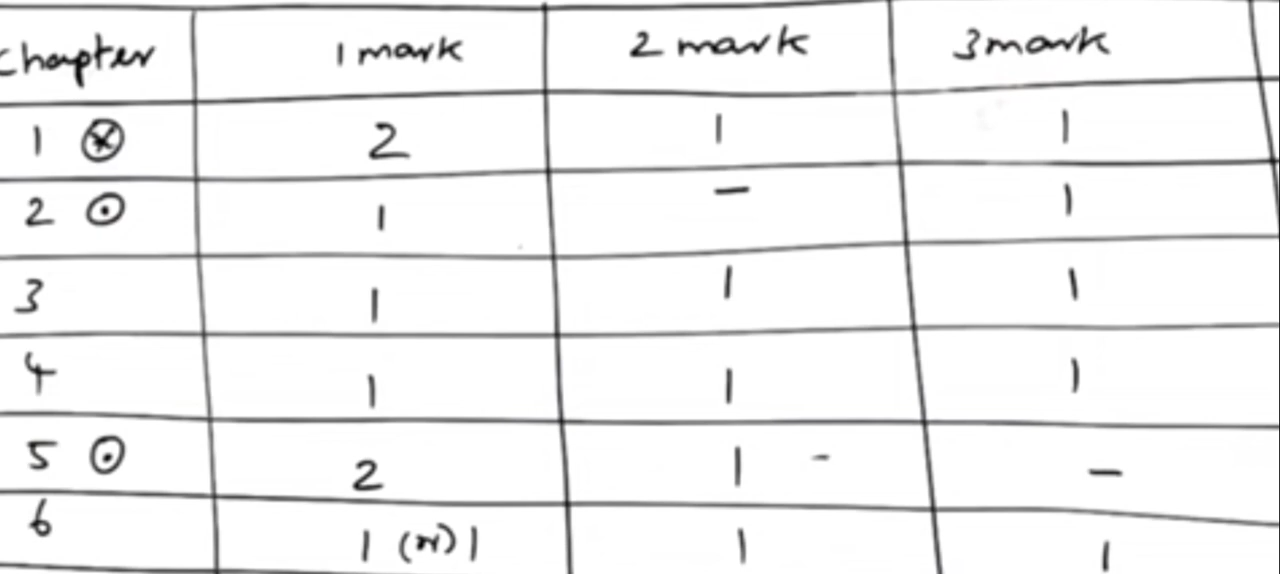 Chapter 1 mark 2 mark 3 mark
1 ⊗ 2 1 1
2 ⊙ 1 – 1
3 1 1 1
4 1 1 1
5 ⊙ 2 1 - –
6 1 ( ) 1 1 1